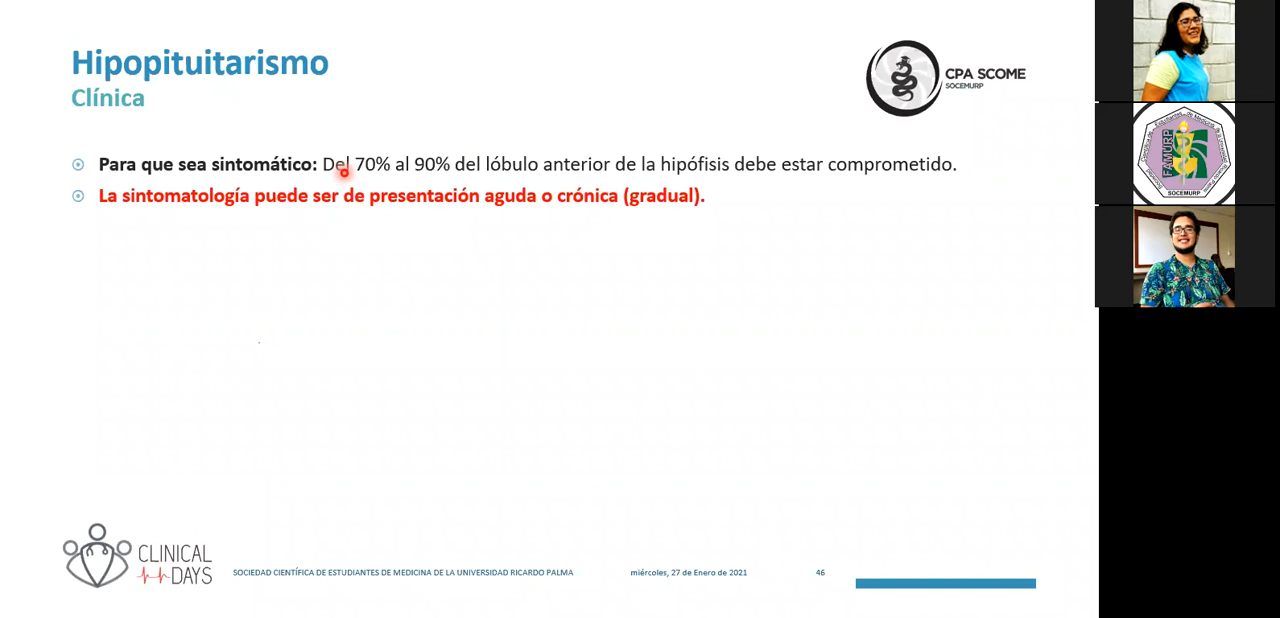 Hipopituitarismo
Clínica
CPA SCOME
SOCEMURP
Para que sea sintomático: Del 70% al 90% del lóbulo anterior de la hipófisis debe estar comprometido.
La sintomatología puede ser de presentación aguda o crónica (gradual).
FAMURP
SOCEMURP
CLINICAL
DAYS
SOCIEDAD CIENTÍFICA DE ESTUDIANTES DE MEDICINA DE LA UNIVERSIDAD RICARDO PALMA
miércoles, 27 de Enero de 2021
46